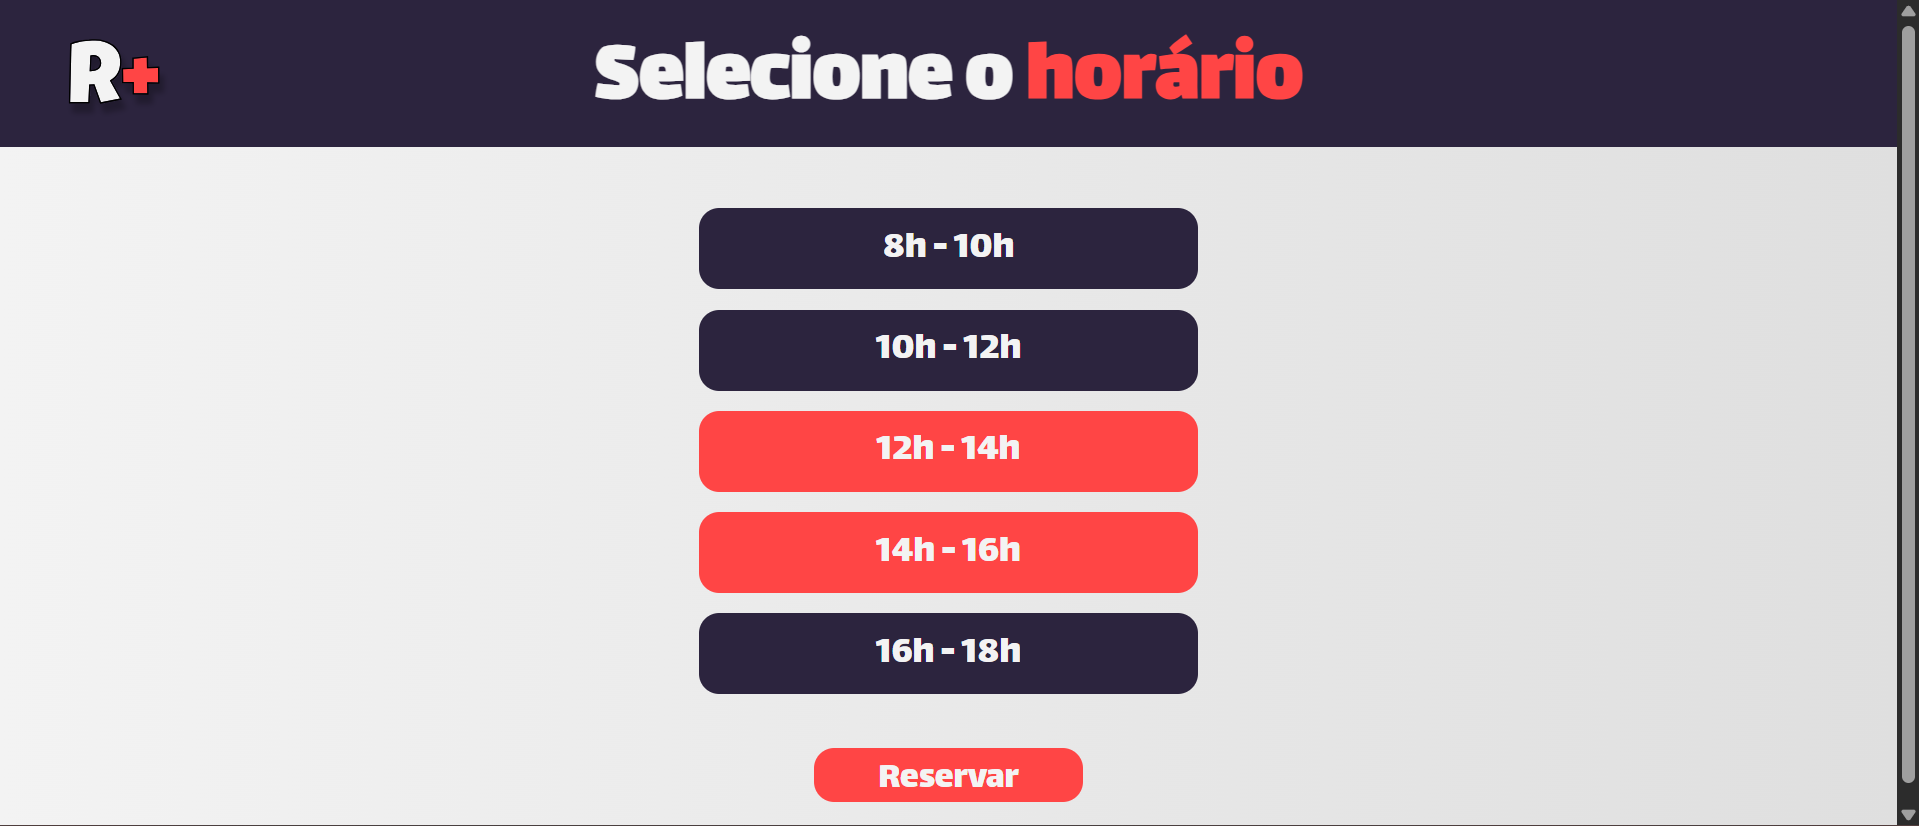 R+
Selecione o horário
8h - 10h
10h - 12h
12h - 14h
14h - 16h
16h - 18h
Reservar